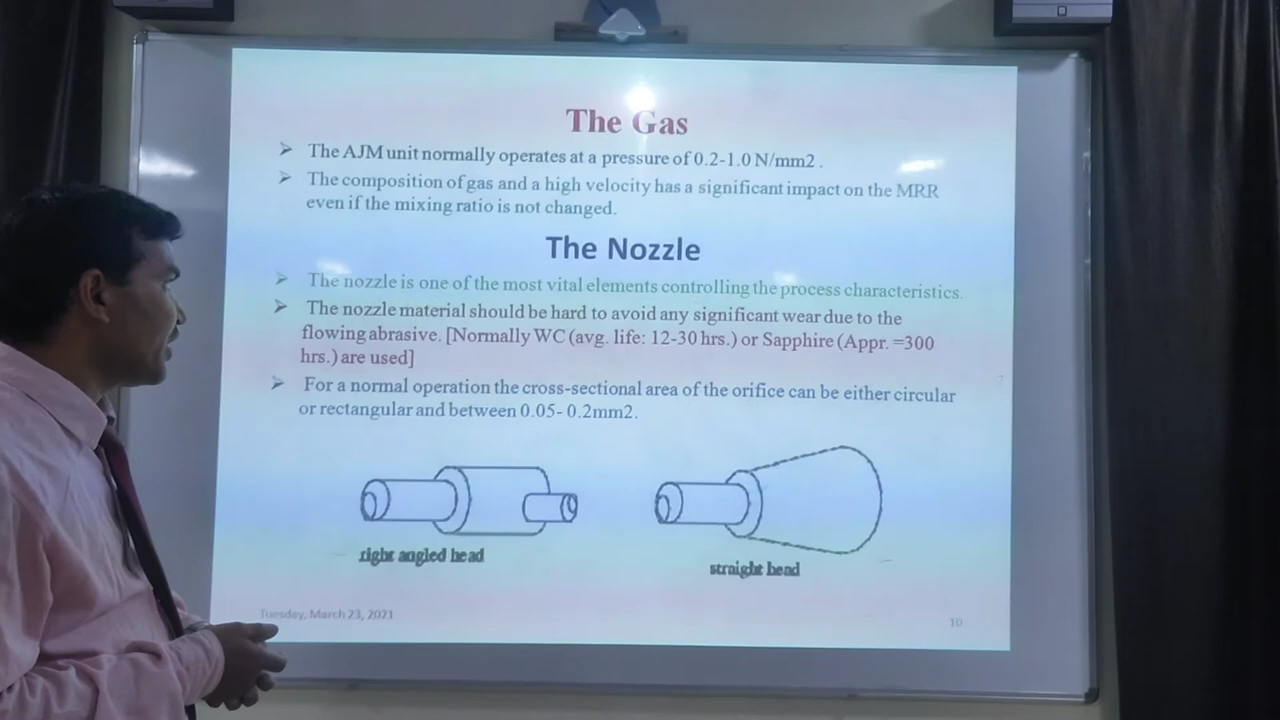 The Gas
➢ The AJM unit normally operates at a pressure of 0.2-1.0 N/mm2 .
➢ The composition of gas and a high velocity has a significant impact on the MRR
even if the mixing ratio is not changed.
The Nozzle
➢ The nozzle is one of the most vital elements controlling the process characteristics.
➢ The nozzle material should be hard to avoid any significant wear due to the
flowing abrasive. [Normally WC (avg. life: 12-30 hrs.) or Sapphire (Appr. =300
hrs.) are used]
➢ For a normal operation the cross-sectional area of the orifice can be either circular
or rectangular and between 0.05- 0.2mm2.
right angled head
straight head
Tuesday, March 23, 2021
10